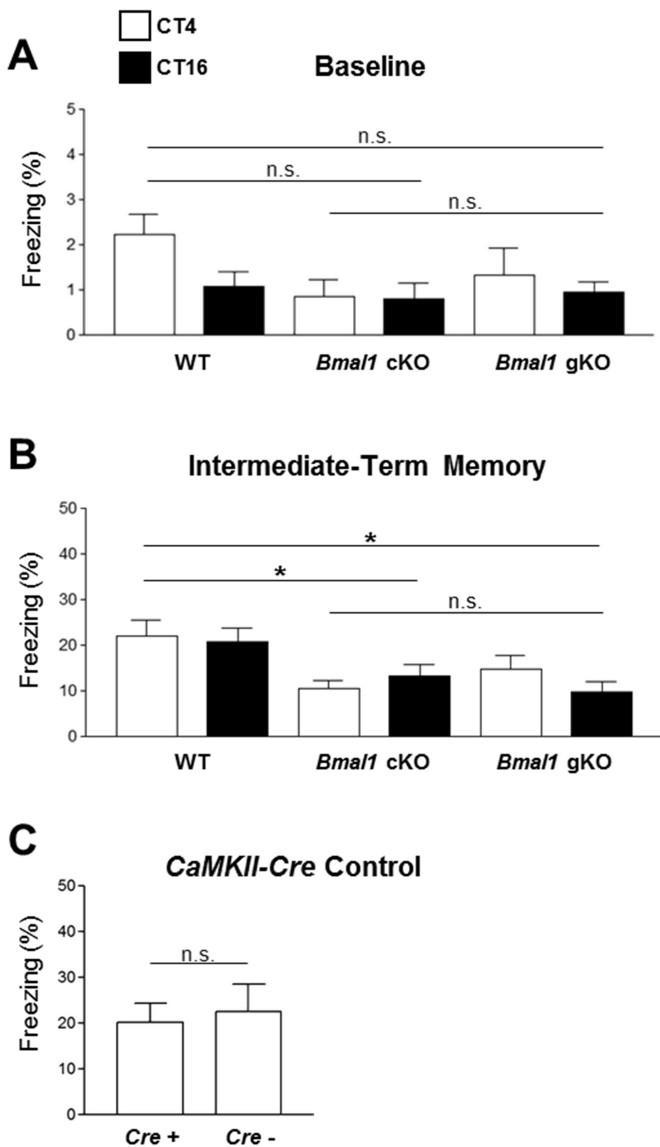 CT4
A
CT16
Baseline
5
4
3
2
1
0
Freezing (%)
n.s.
n.s.
n.s.
WT
Bmal1 cKO
Bmal1 gKO
B
Intermediate-Term Memory
50
40
30
20
10
0
Freezing (%)
*
*
n.s.
WT
Bmal1 cKO
Bmal1 gKO
C
CaMKII-Cre Control
50
40
30
20
10
0
Freezing (%)
n.s.
Cre +
Cre -